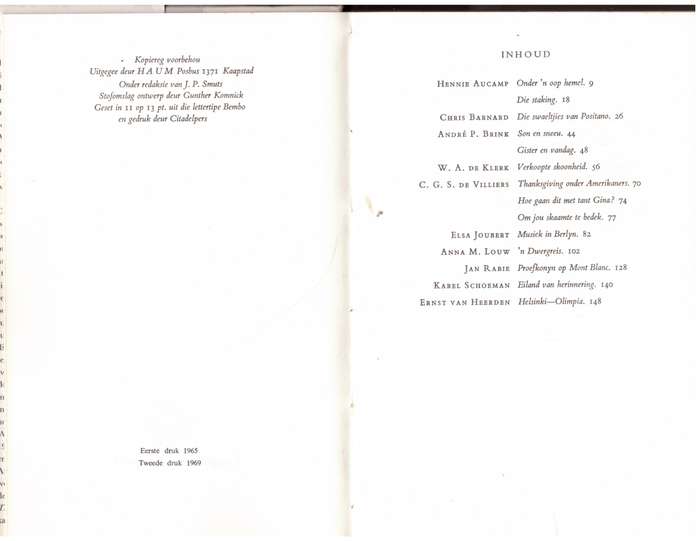 Kopiereg voorbehou
Uitgegee deur H A U M Posbus 1371 Kaapstad
Onder redaksie van J. P. Smuts
Stofomslag ontwerp deur Gunther Komnick
Geset in 11 op 13 pt. uit die lettertipe Bembo
en gedruk deur Citadelpers
Eerste druk 1965
Tweede druk 1969
INHOUD
HENNIE AUCAMP Onder 'n oop hemel. 9
Die staking. 18
CHRIS BARNARD Die swaeltjies van Positano. 26
ANDRÉ P. BRINK Son en sneeu. 44
Gister en vandag. 48
W. A. DE KLERK Verkoopte skoonheid. 56
C. G. S. DE VILLIERS Thanksgiving onder Amerikaners. 70
Hoe gaan dit met tant Gina? 74
Om jou skaamte te bedek. 77
ELSA JOUBERT Musiek in Berlyn. 82
ANNA M. LOUW 'n Dwergreis. 102
JAN RABIE Proefkonyn op Mont Blanc. 128
KAREL SCHOEMAN Eiland van herinnering. 140
ERNST VAN HEERDEN Helsinki—Olimpia. 148